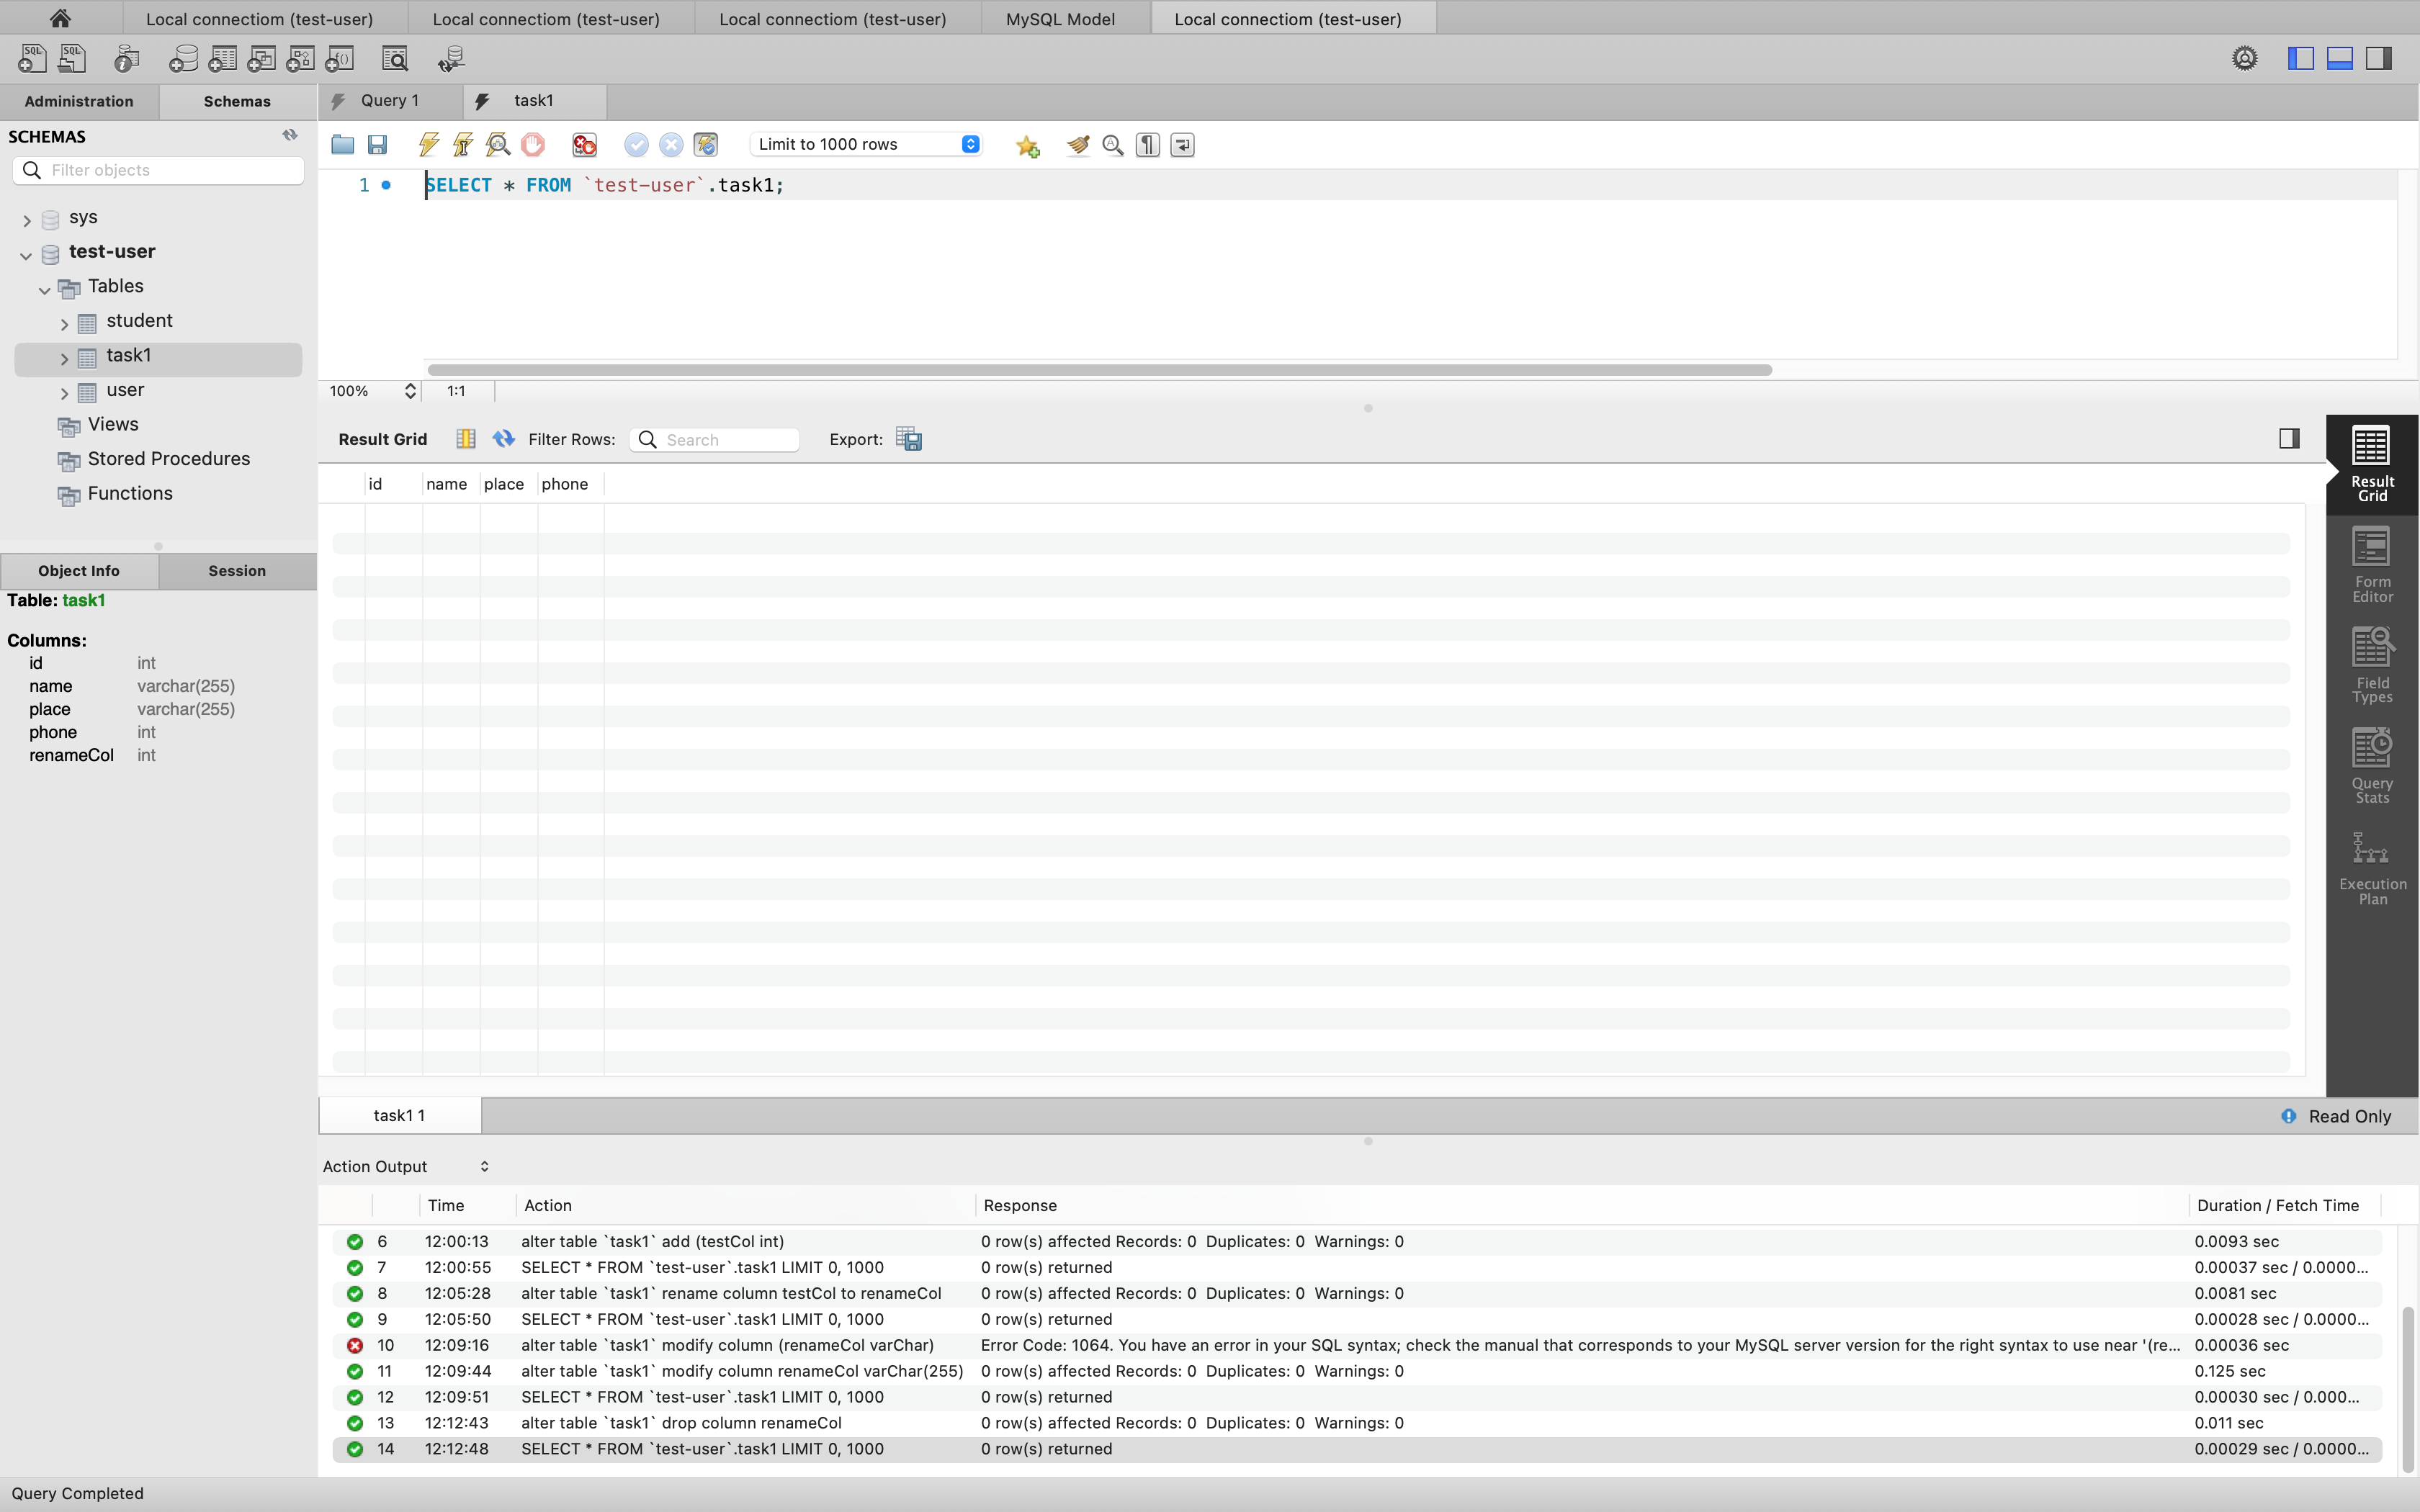 Local connectiom (test-user) Local connectiom (test-user) Local connectiom (test-user) MySQL Model Local connectiom (test-user)
SQL SQL
Administration Schemas Query 1 task1
SCHEMAS
Filter objects
Limit to 1000 rows
1 SELECT * FROM `test-user`.task1;
sys
test-user
Tables
student
task1
user
Views
Stored Procedures
Functions
100% 1:1
Result Grid Filter Rows: Search Export:
id name place phone
Result
Grid
Form
Editor
Field
Types
Query
Stats
Execution
Plan
Object Info Session
Table: task1
Columns:
id int
name varchar(255)
place varchar(255)
phone int
renameCol int
task1 1 Read Only
Action Output
Time Action Response Duration / Fetch Time
6 12:00:13 alter table `task1` add (testCol int) 0 row(s) affected Records: 0 Duplicates: 0 Warnings: 0 0.0093 sec
7 12:00:55 SELECT * FROM `test-user`.task1 LIMIT 0, 1000 0 row(s) returned 0.00037 sec / 0.0000...
8 12:05:28 alter table `task1` rename column testCol to renameCol 0 row(s) affected Records: 0 Duplicates: 0 Warnings: 0 0.0081 sec
9 12:05:50 SELECT * FROM `test-user`.task1 LIMIT 0, 1000 0 row(s) returned 0.00028 sec / 0.0000...
10 12:09:16 alter table `task1` modify column (renameCol varChar) Error Code: 1064. You have an error in your SQL syntax; check the manual that corresponds to your MySQL server version for the right syntax to use near '(re... 0.00036 sec
11 12:09:44 alter table `task1` modify column renameCol varChar(255) 0 row(s) affected Records: 0 Duplicates: 0 Warnings: 0 0.125 sec
12 12:09:51 SELECT * FROM `test-user`.task1 LIMIT 0, 1000 0 row(s) returned 0.00030 sec / 0.000...
13 12:12:43 alter table `task1` drop column renameCol 0 row(s) affected Records: 0 Duplicates: 0 Warnings: 0 0.011 sec
14 12:12:48 SELECT * FROM `test-user`.task1 LIMIT 0, 1000 0 row(s) returned 0.00029 sec / 0.0000...
Query Completed